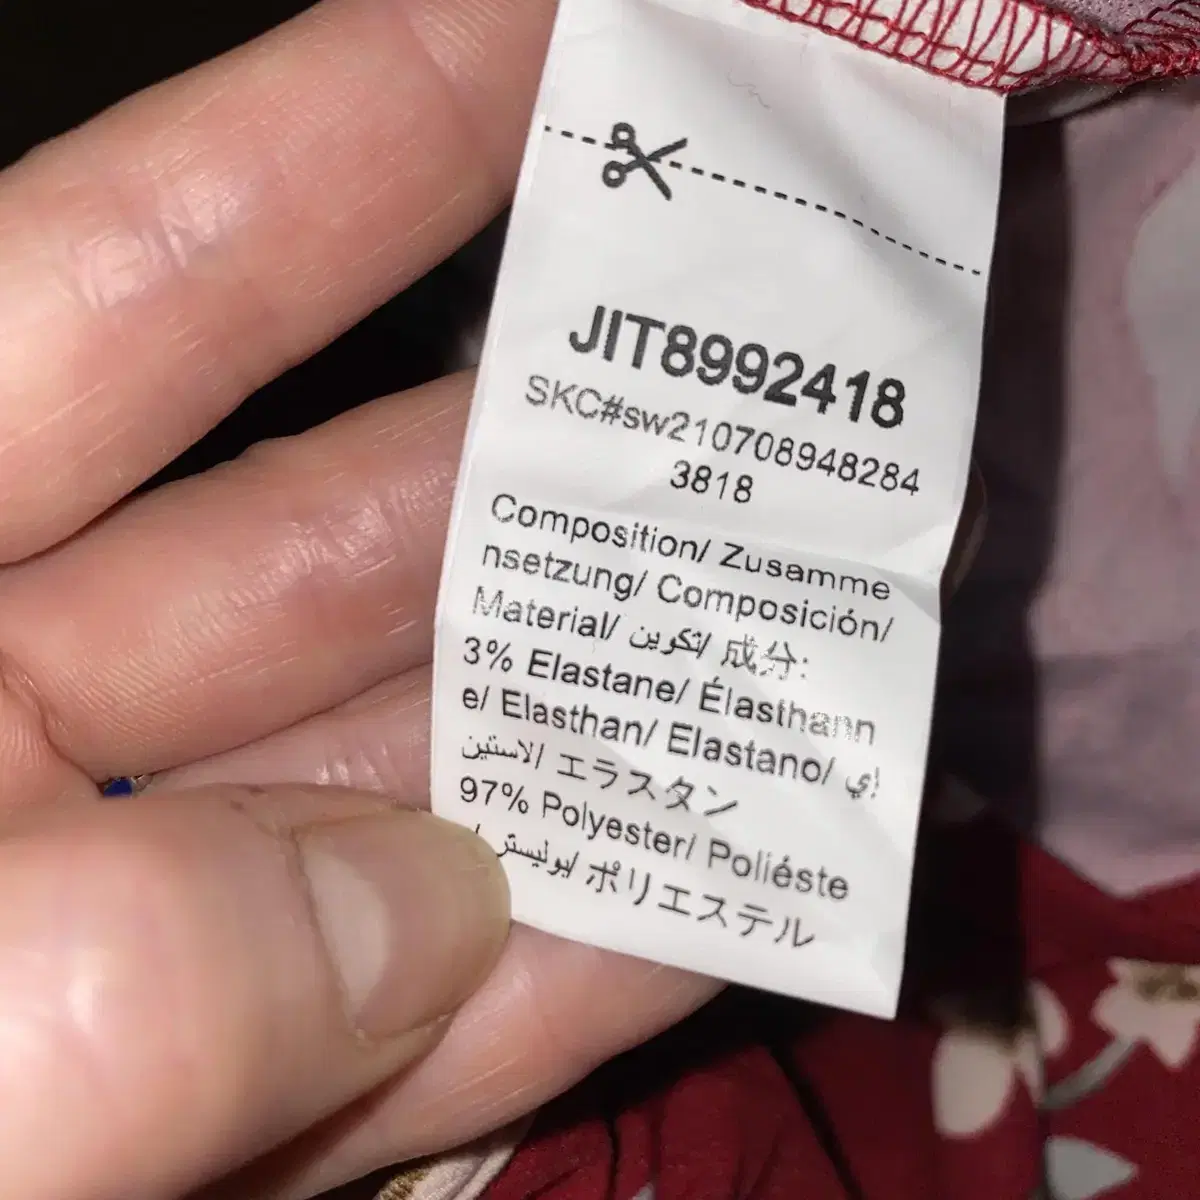 JIT8992418
SKC#sw210708948284
3818
Composition/ Zusamme
nsetzung/ Composición/
Material/ تكوين/ 成分:
3% Elastane/ Élasthann
e/ Elasthan/ Elastano/ إي
لاستين/ エラスタン
97% Polyester/ Poliéste
/ بوليستر/ ポリエステル